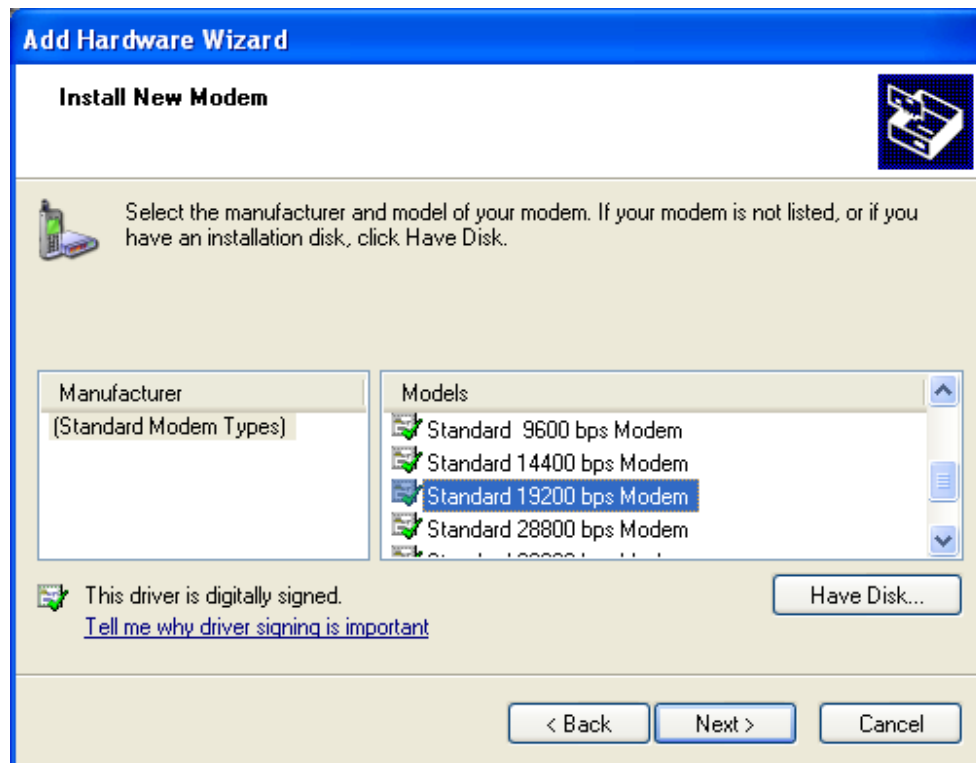 Add Hardware Wizard
Install New Modem
Select the manufacturer and model of your modem. If your modem is not listed, or if you
have an installation disk, click Have Disk.
Manufacturer
(Standard Modem Types)
Models
Standard  9600 bps Modem
Standard 14400 bps Modem
Standard 19200 bps Modem
Standard 28800 bps Modem
This driver is digitally signed.
Tell me why driver signing is important
Have Disk...
< Back
Next >
Cancel